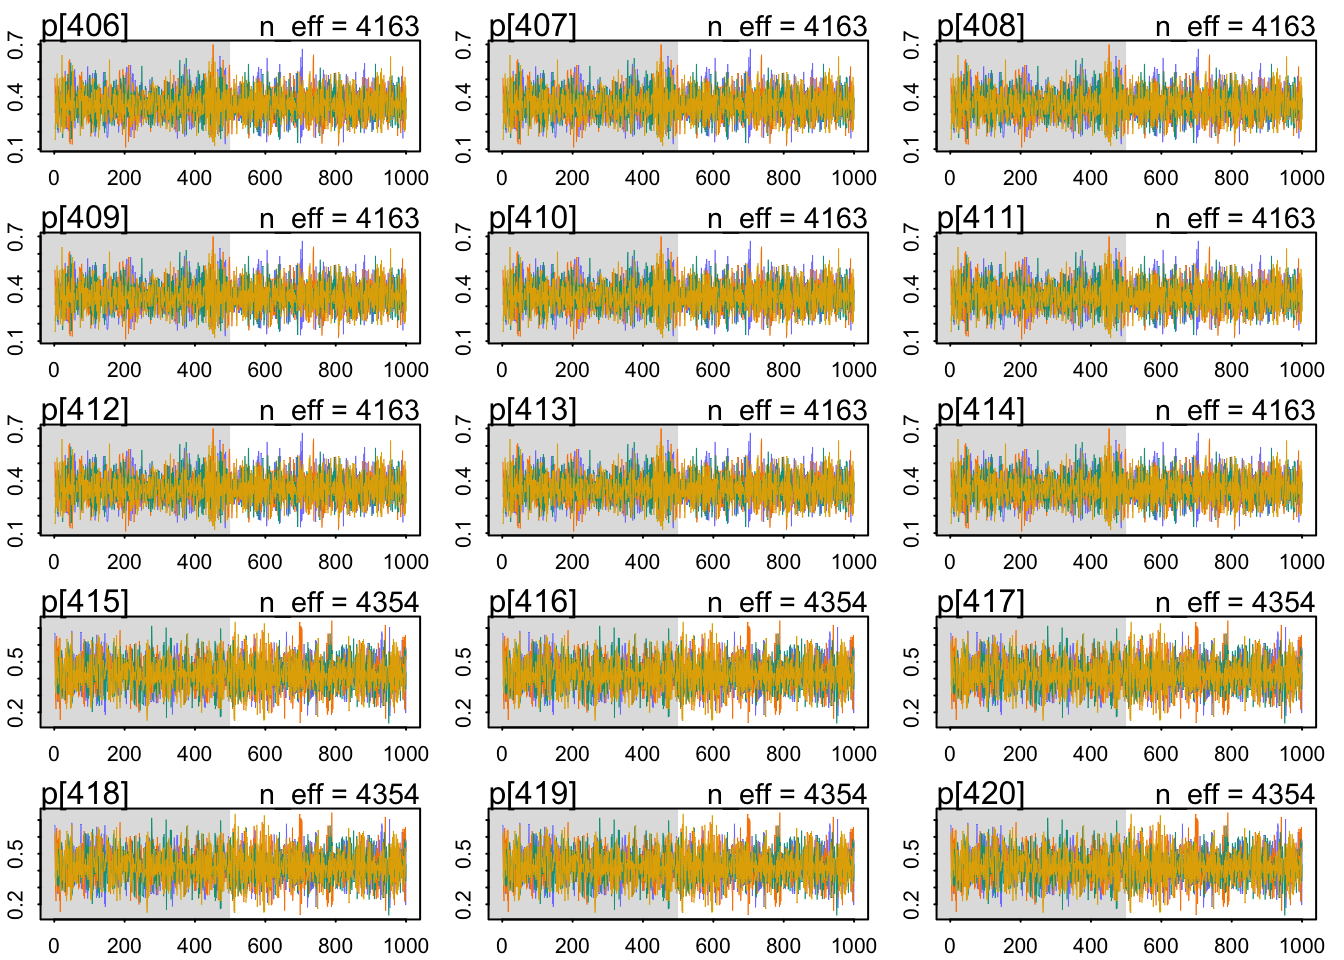 p[406] n_eff = 4163 p[407] n_eff = 4163 p[408] n_eff = 4163
0.1 0.4 0.7 0.1 0.4 0.7 0.1 0.4 0.7
0 200 400 600 800 1000 0 200 400 600 800 1000 0 200 400 600 800 1000
p[409] n_eff = 4163 p[410] n_eff = 4163 p[411] n_eff = 4163
0.1 0.4 0.7 0.1 0.4 0.7 0.1 0.4 0.7
0 200 400 600 800 1000 0 200 400 600 800 1000 0 200 400 600 800 1000
p[412] n_eff = 4163 p[413] n_eff = 4163 p[414] n_eff = 4163
0.1 0.4 0.7 0.1 0.4 0.7 0.1 0.4 0.7
0 200 400 600 800 1000 0 200 400 600 800 1000 0 200 400 600 800 1000
p[415] n_eff = 4354 p[416] n_eff = 4354 p[417] n_eff = 4354
0.2 0.5 0.2 0.5 0.2 0.5
0 200 400 600 800 1000 0 200 400 600 800 1000 0 200 400 600 800 1000
p[418] n_eff = 4354 p[419] n_eff = 4354 p[420] n_eff = 4354
0.2 0.5 0.2 0.5 0.2 0.5
0 200 400 600 800 1000 0 200 400 600 800 1000 0 200 400 600 800 1000